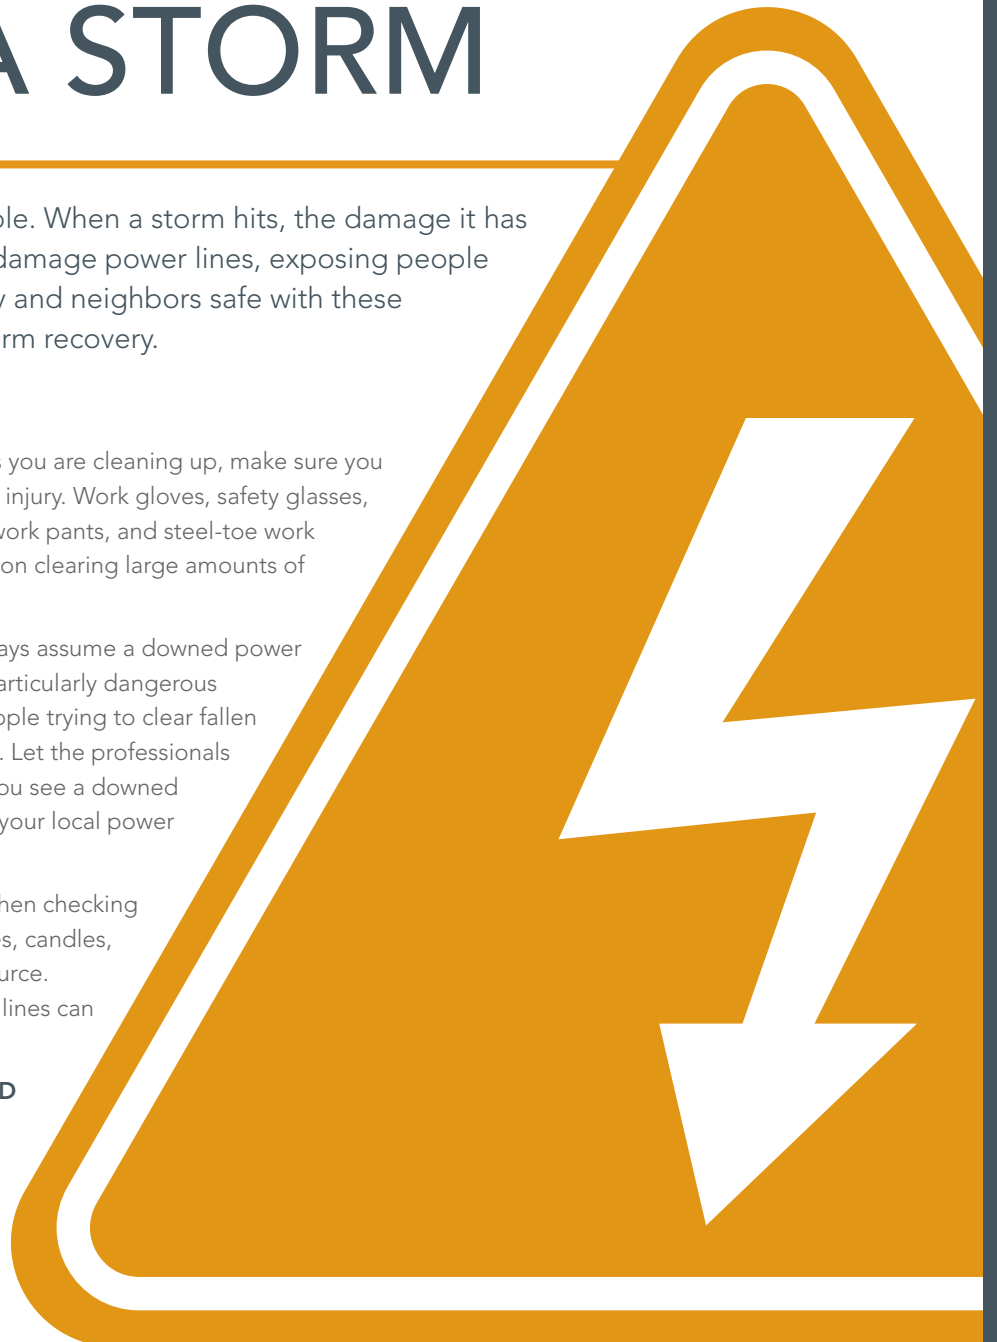 A STORM
ple. When a storm hits, the damage it has
damage power lines, exposing people
y and neighbors safe with these
rm recovery.
s you are cleaning up, make sure you
injury. Work gloves, safety glasses,
work pants, and steel-toe work
on clearing large amounts of
ays assume a downed power
articularly dangerous
ople trying to clear fallen
. Let the professionals
ou see a downed
your local power
hen checking
es, candles,
urce.
lines can
D